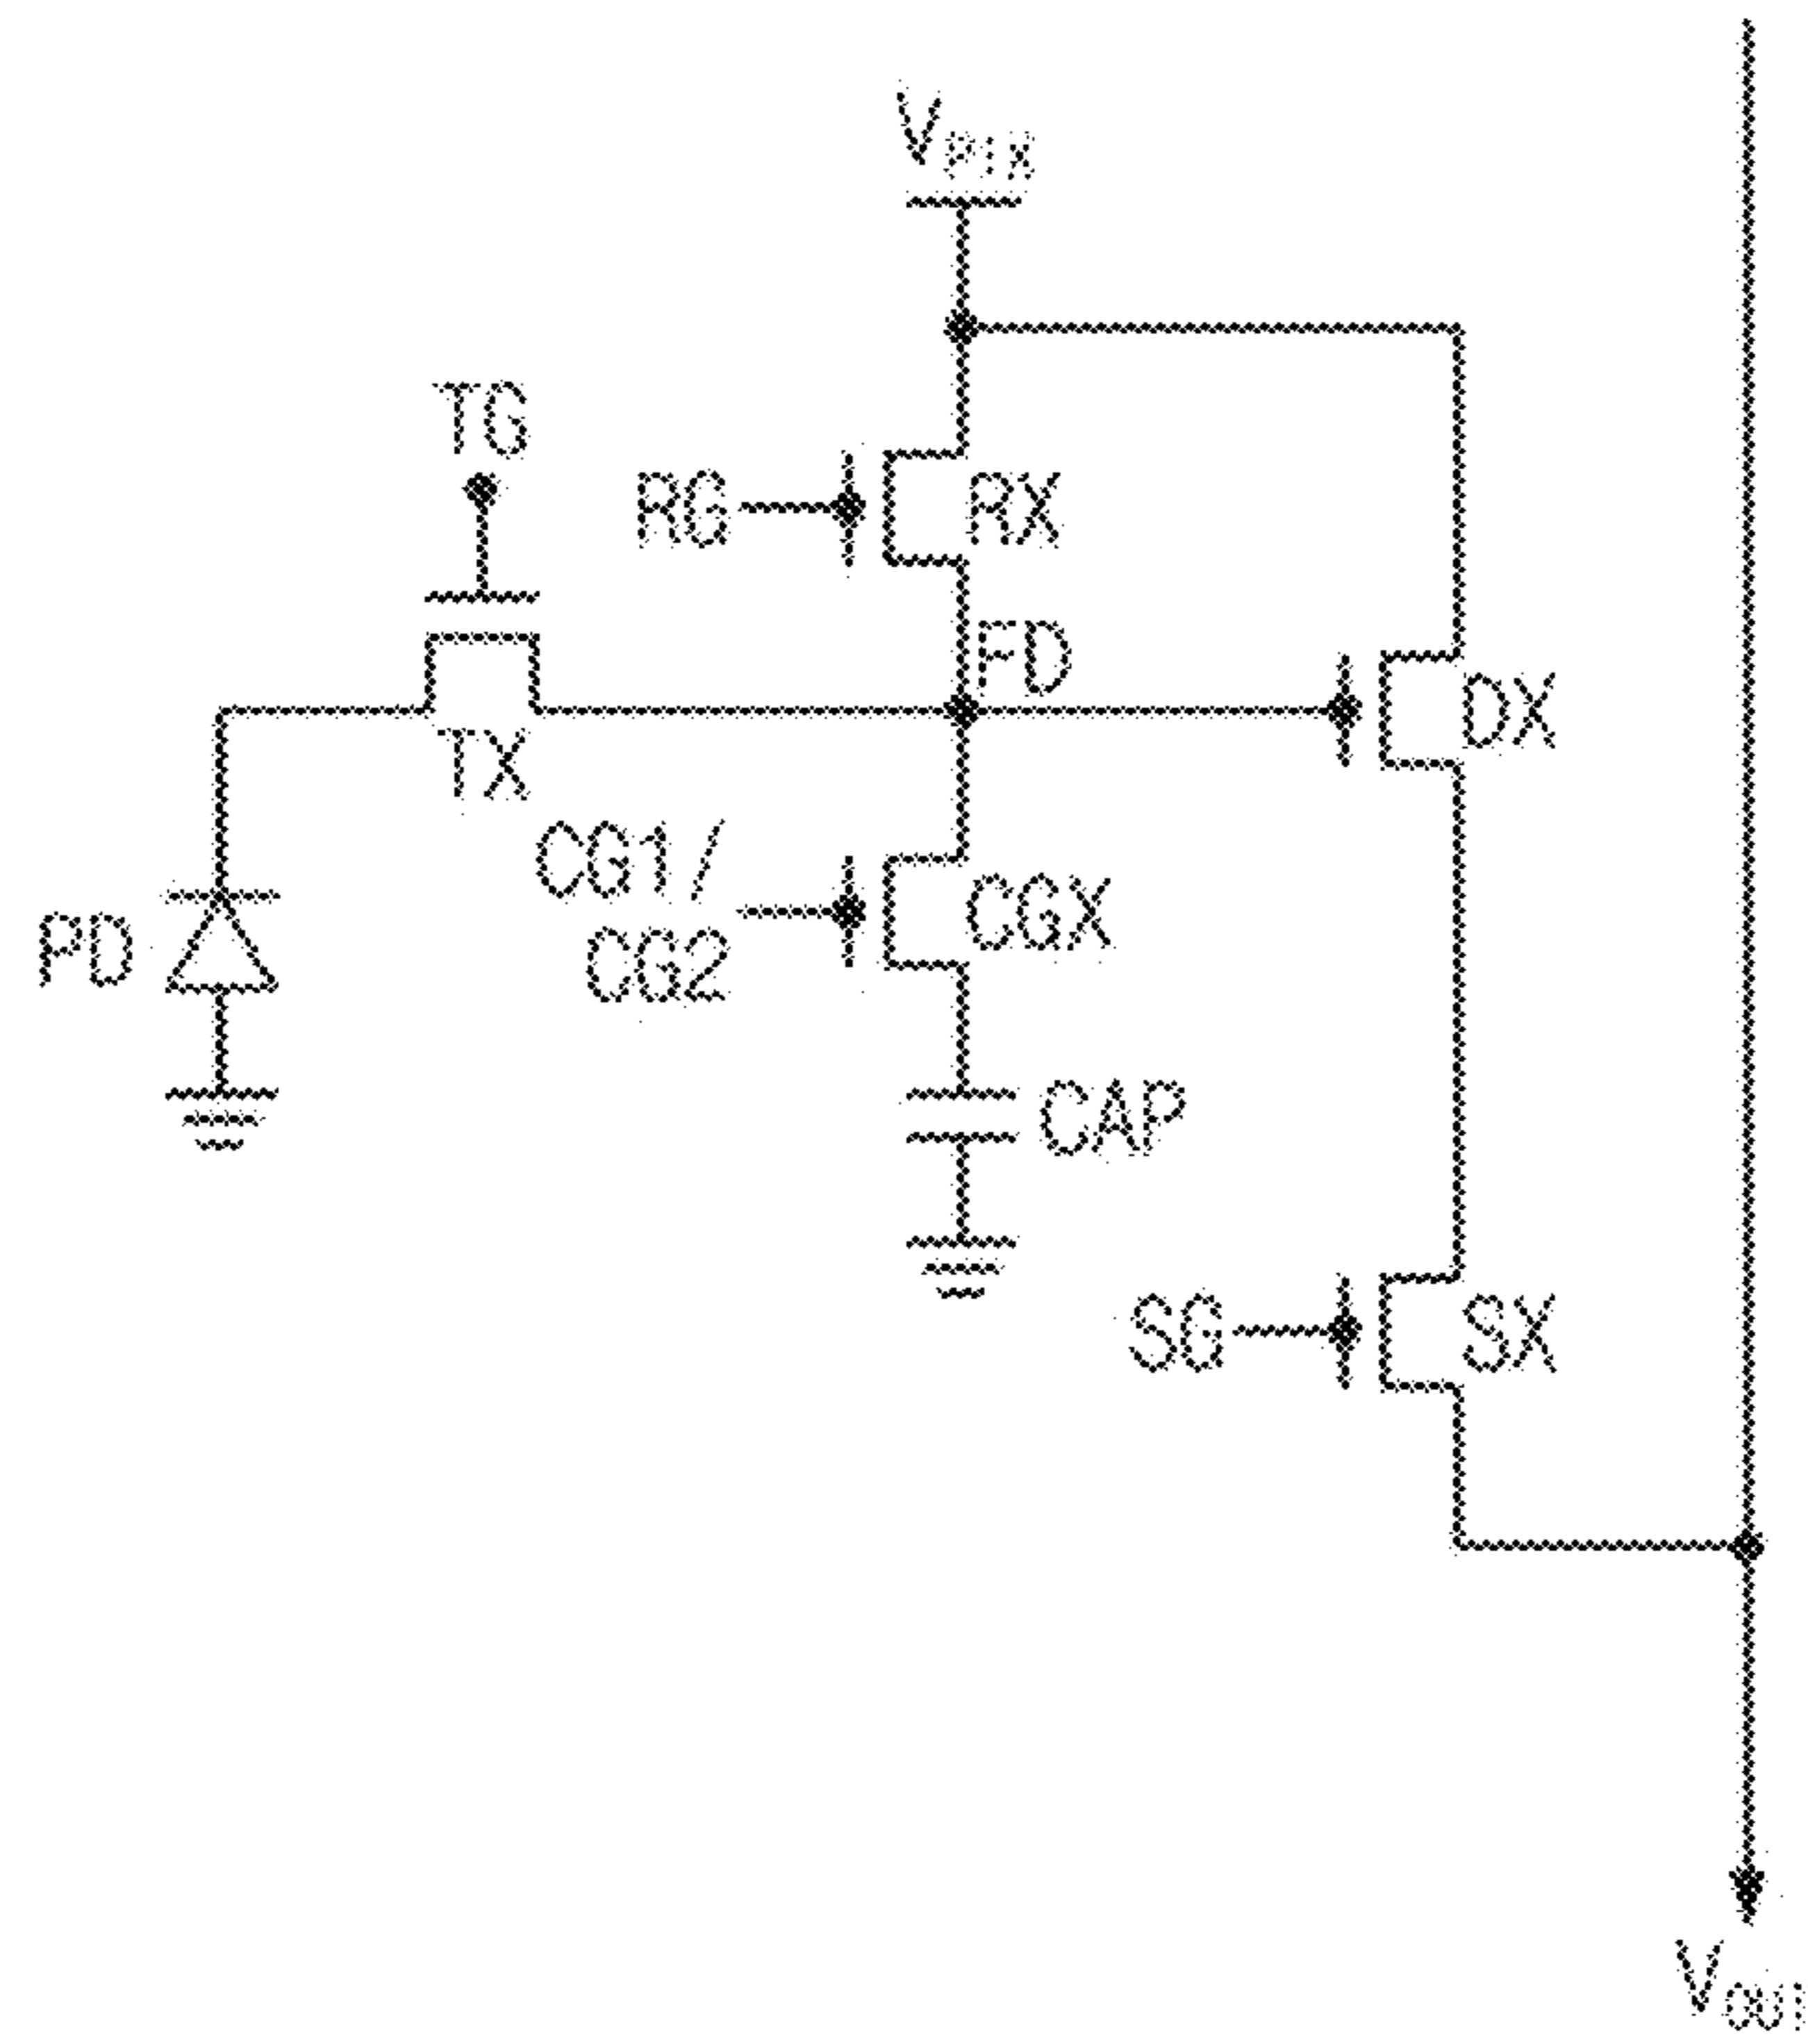 VPIX
TG
RG
RX
FD
DX
TX
CG1/
CG2
CGX
PD
CAP
SG
SX
VOUT